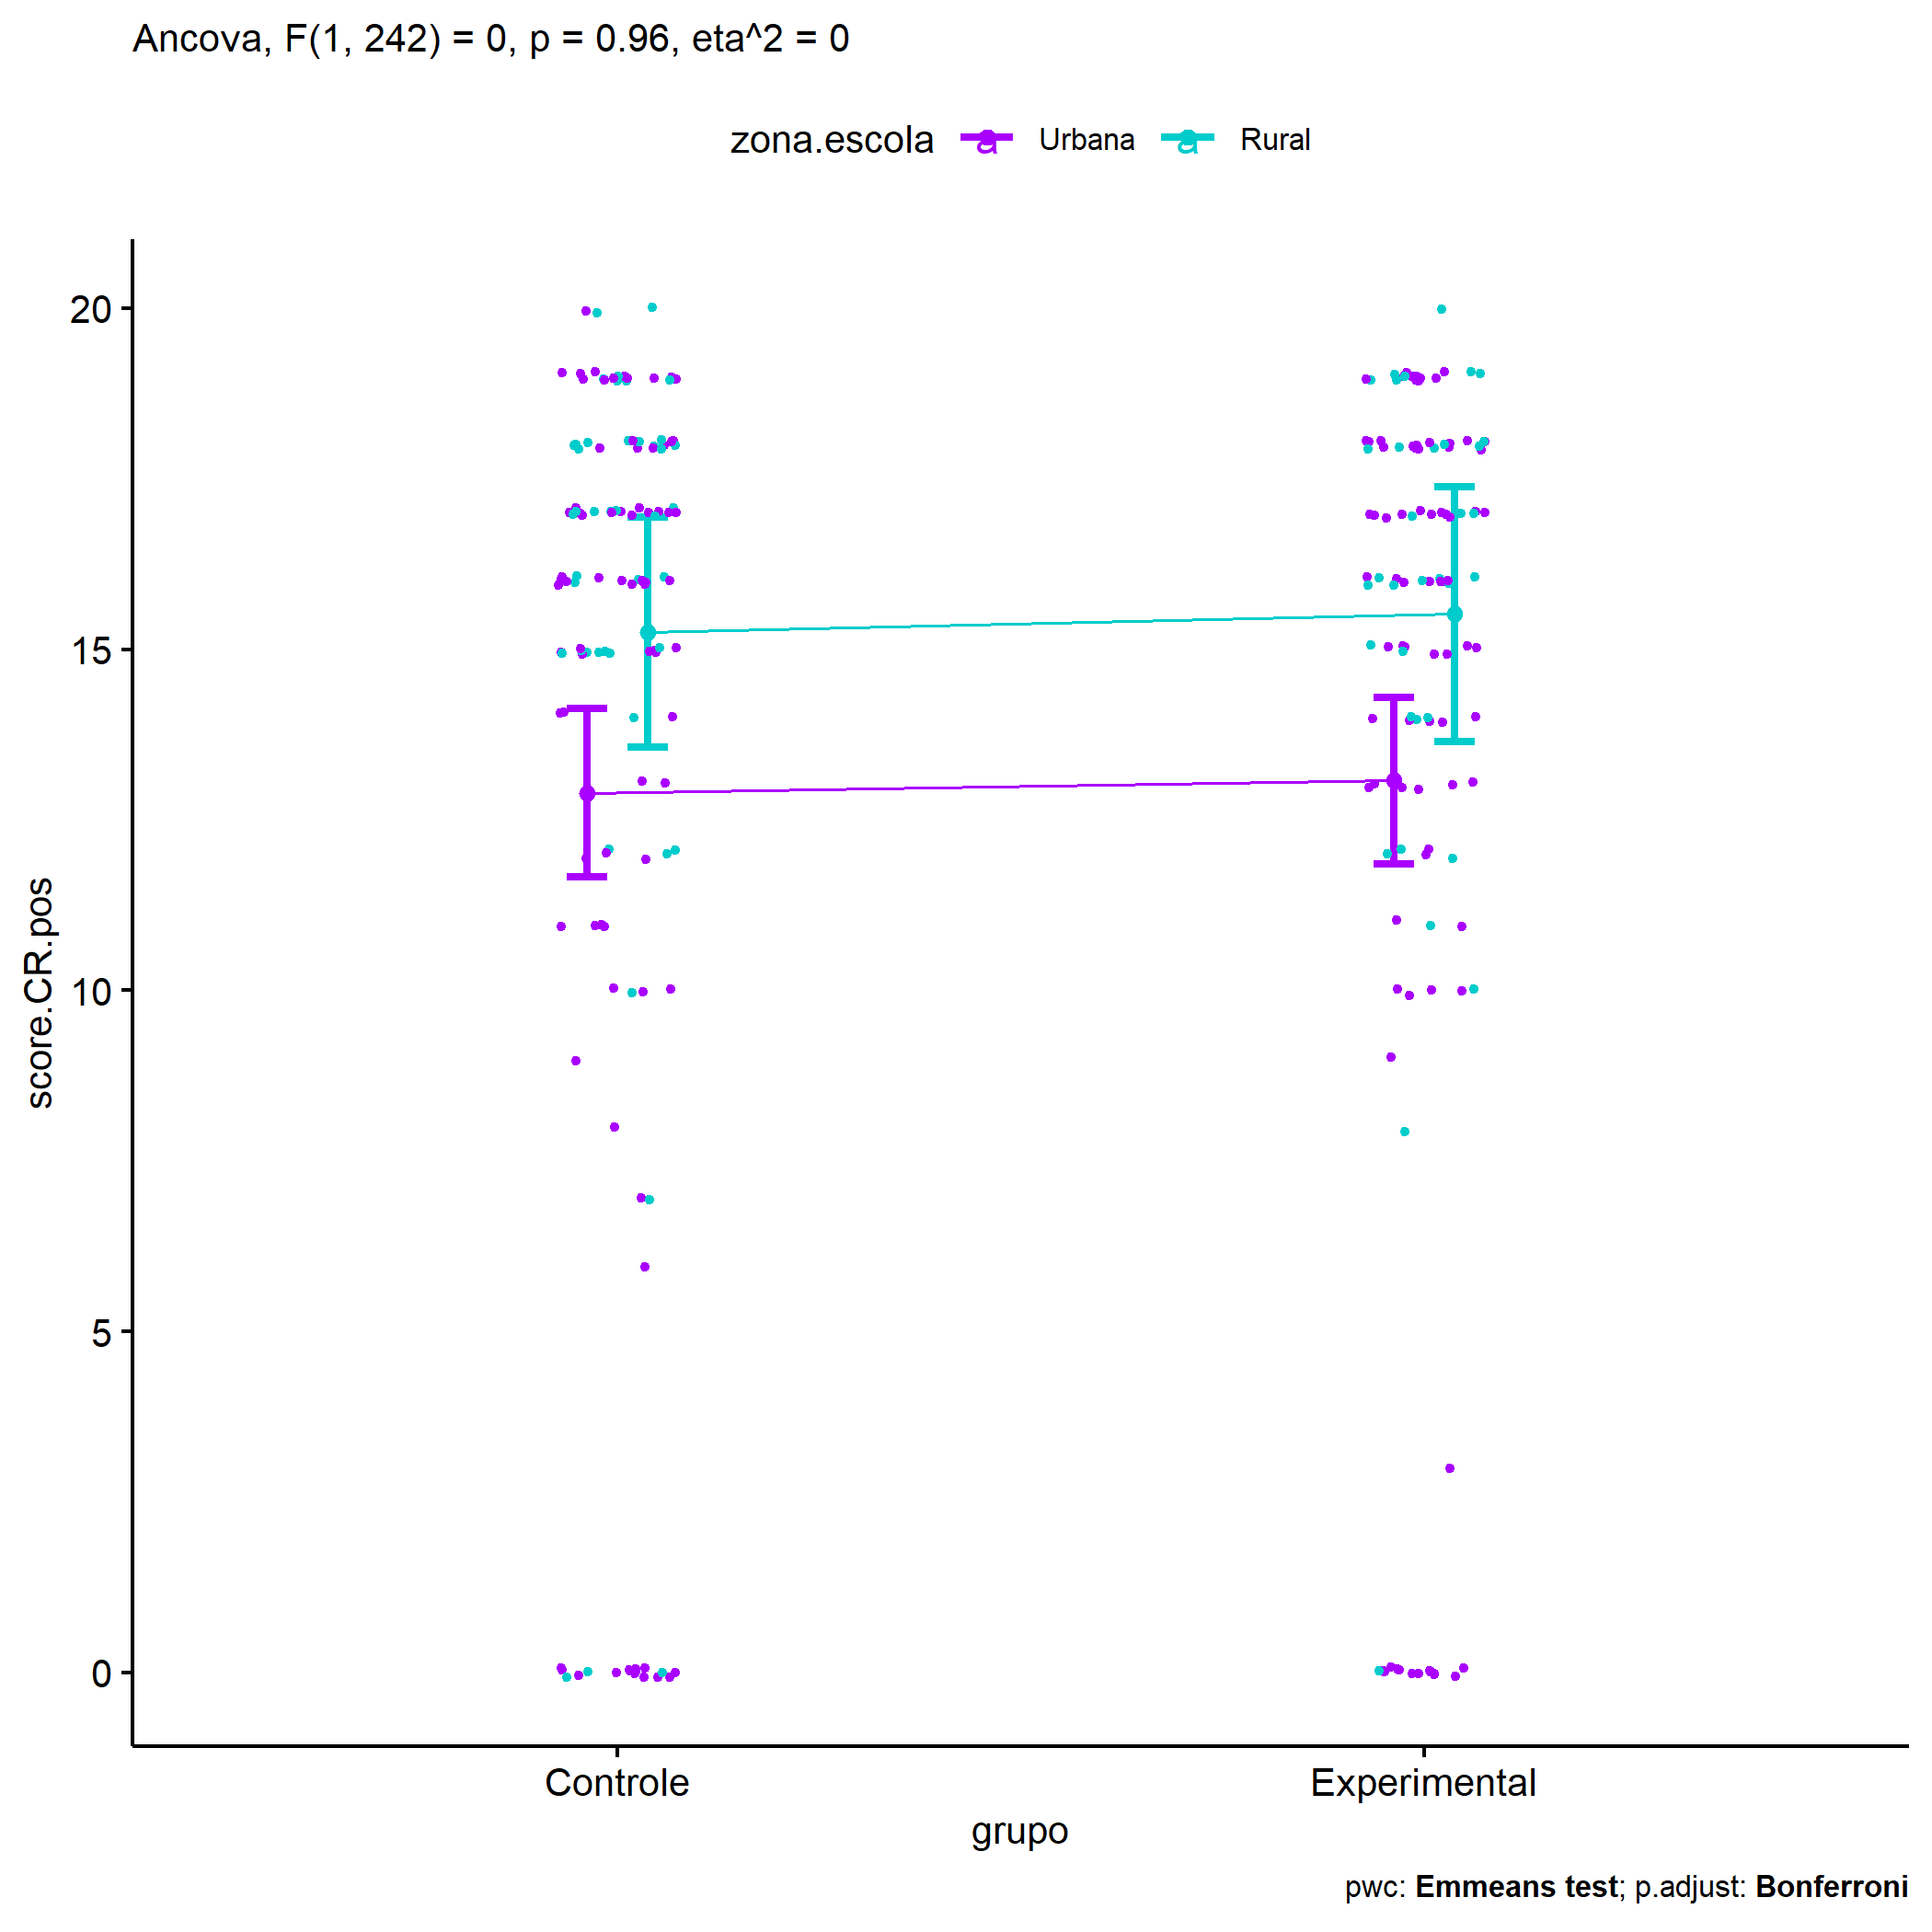 Ancova, F(1, 242) = 0, p = 0.96, eta^2 = 0
zona.escola a Urbana a Rural
20
15
10
5
0
score.CR.pos
Controle Experimental
grupo
pwc: Emmeans test; p.adjust: Bonferroni